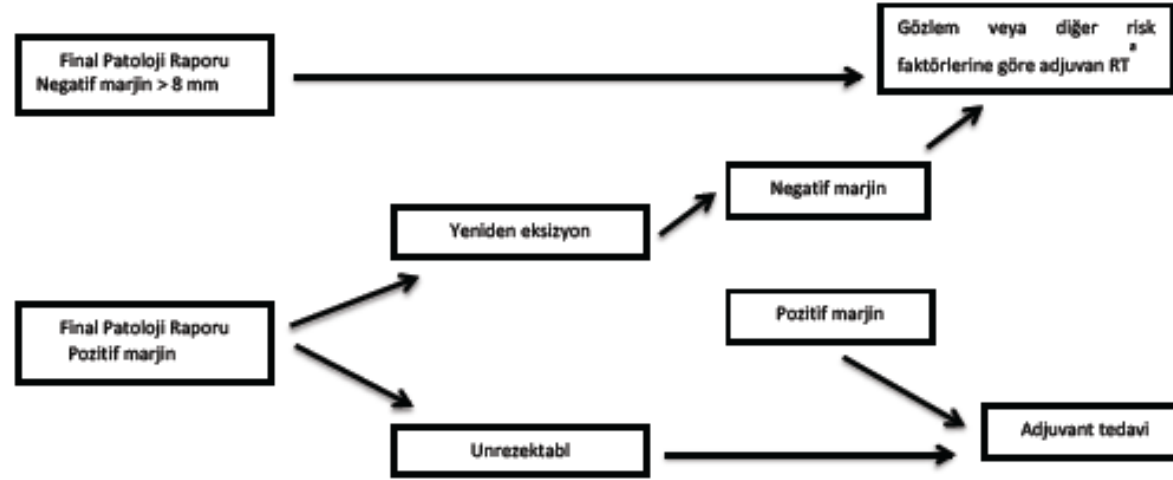 Final Patoloji Raporu
Negatif marjin > 8 mm
Gözlem veya diğer risk
faktörlerine göre adjuvan RTª
Negatif marjin
Yeniden eksizyon
Pozitif marjin
Final Patoloji Raporu
Pozitif marjin
Unrezektabl
Adjuvant tedavi